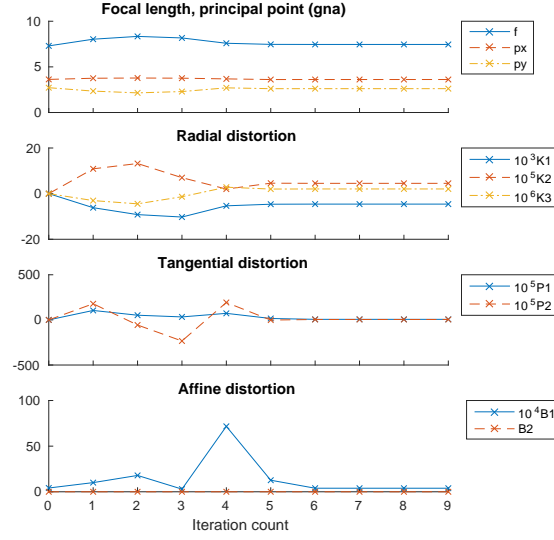 Focal length, principal point (gna)
10
5
0
f
px
py
Radial distortion
20
0
-20
10^3K1
10^5K2
10^6K3
Tangential distortion
500
0
-500
10^5P1
10^5P2
Affine distortion
100
50
0
10^4B1
B2
0 1 2 3 4 5 6 7 8 9
Iteration count